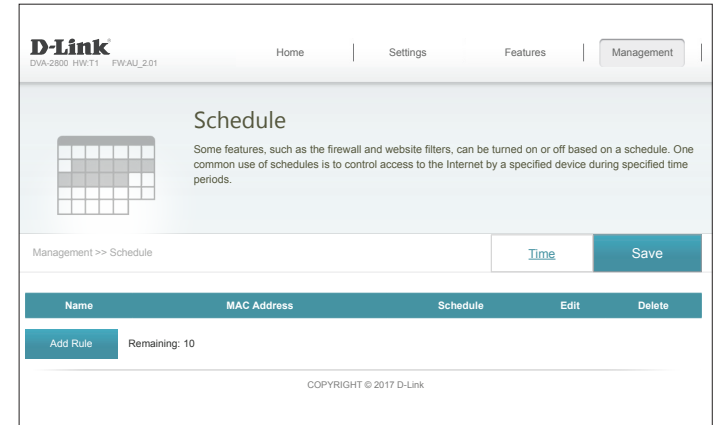 D-Link
DVA-2800 HW:T1 FW:AU_2.01
Home
Settings
Features
Management
Schedule
Some features, such as the firewall and website filters, can be turned on or off based on a schedule. One
common use of schedules is to control access to the Internet by a specified device during specified time
periods.
Management >> Schedule
Time
Save
Name MAC Address Schedule Edit Delete
Add Rule
Remaining: 10
COPYRIGHT © 2017 D-Link